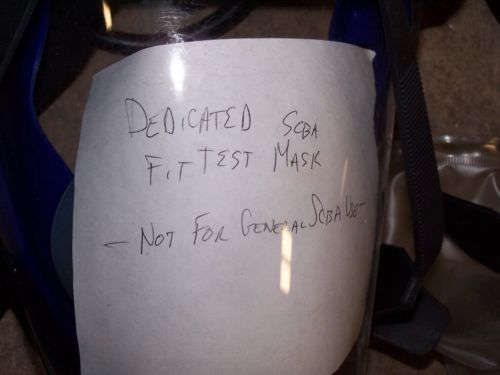 DEDICATED SCBA
FIT TEST MASK
- NOT FOR GENERAL SCBA USE -